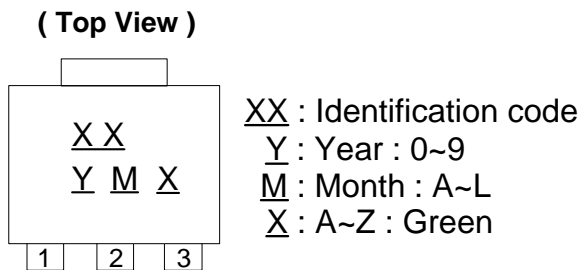 ( Top View )
X X
Y M X
1 2 3
XX : Identification code
Y : Year : 0~9
M : Month : A~L
X : A~Z : Green